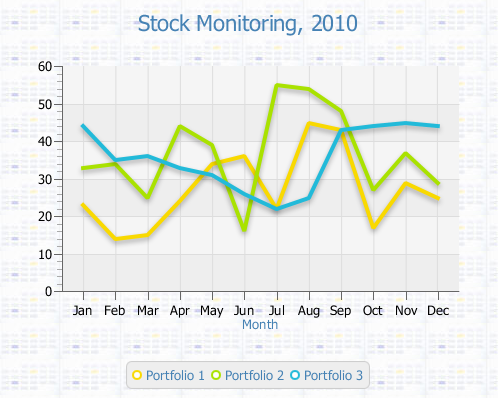 Stock Monitoring, 2010
60
50
40
30
20
10
0
Jan Feb Mar Apr May Jun Jul Aug Sep Oct Nov Dec
Month
Portfolio 1 Portfolio 2 Portfolio 3